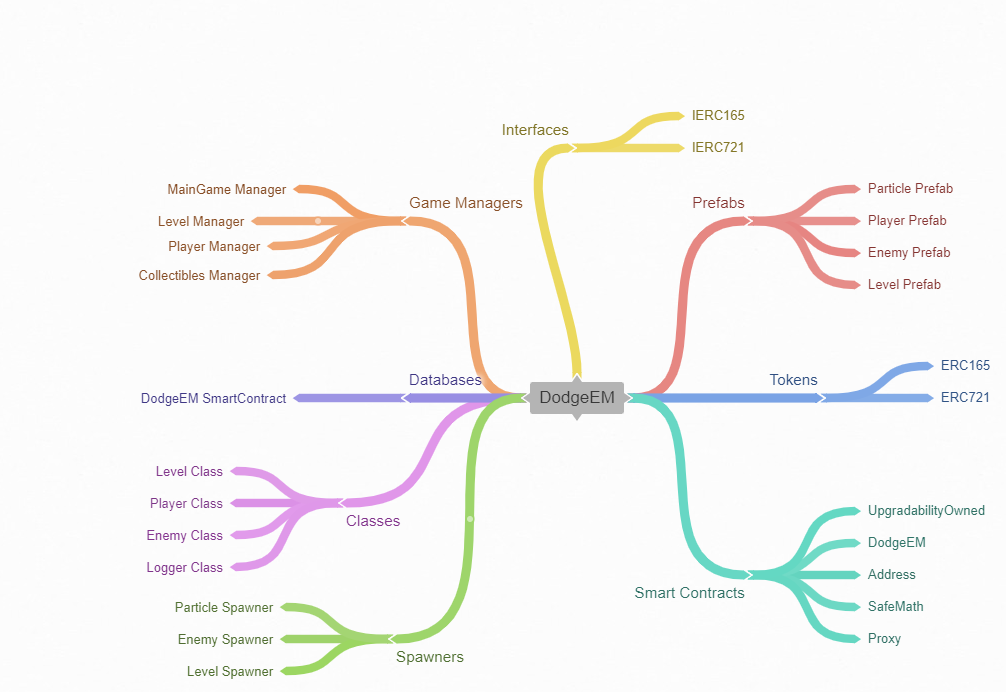 IERC165
Interfaces
IERC721
MainGame Manager
Game Managers
Level Manager
Player Manager
Collectibles Manager
Prefabs
Particle Prefab
Player Prefab
Enemy Prefab
Level Prefab
Databases
DodgeEM SmartContract
DodgeEM
Tokens
ERC165
ERC721
Level Class
Player Class
Classes
Enemy Class
Logger Class
UpgradabilityOwned
DodgeEM
Address
Smart Contracts
SafeMath
Proxy
Particle Spawner
Enemy Spawner
Spawners
Level Spawner